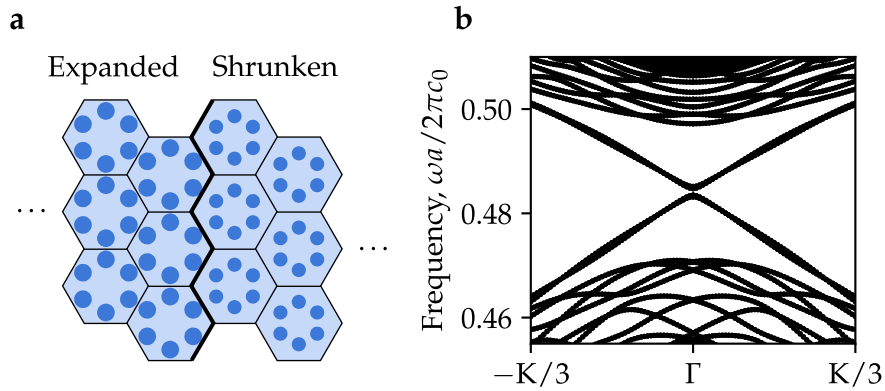 a
Expanded Shrunken
...
...
b
Frequency, ωa/2πc₀
0.50
0.48
0.46
−K/3 Γ K/3